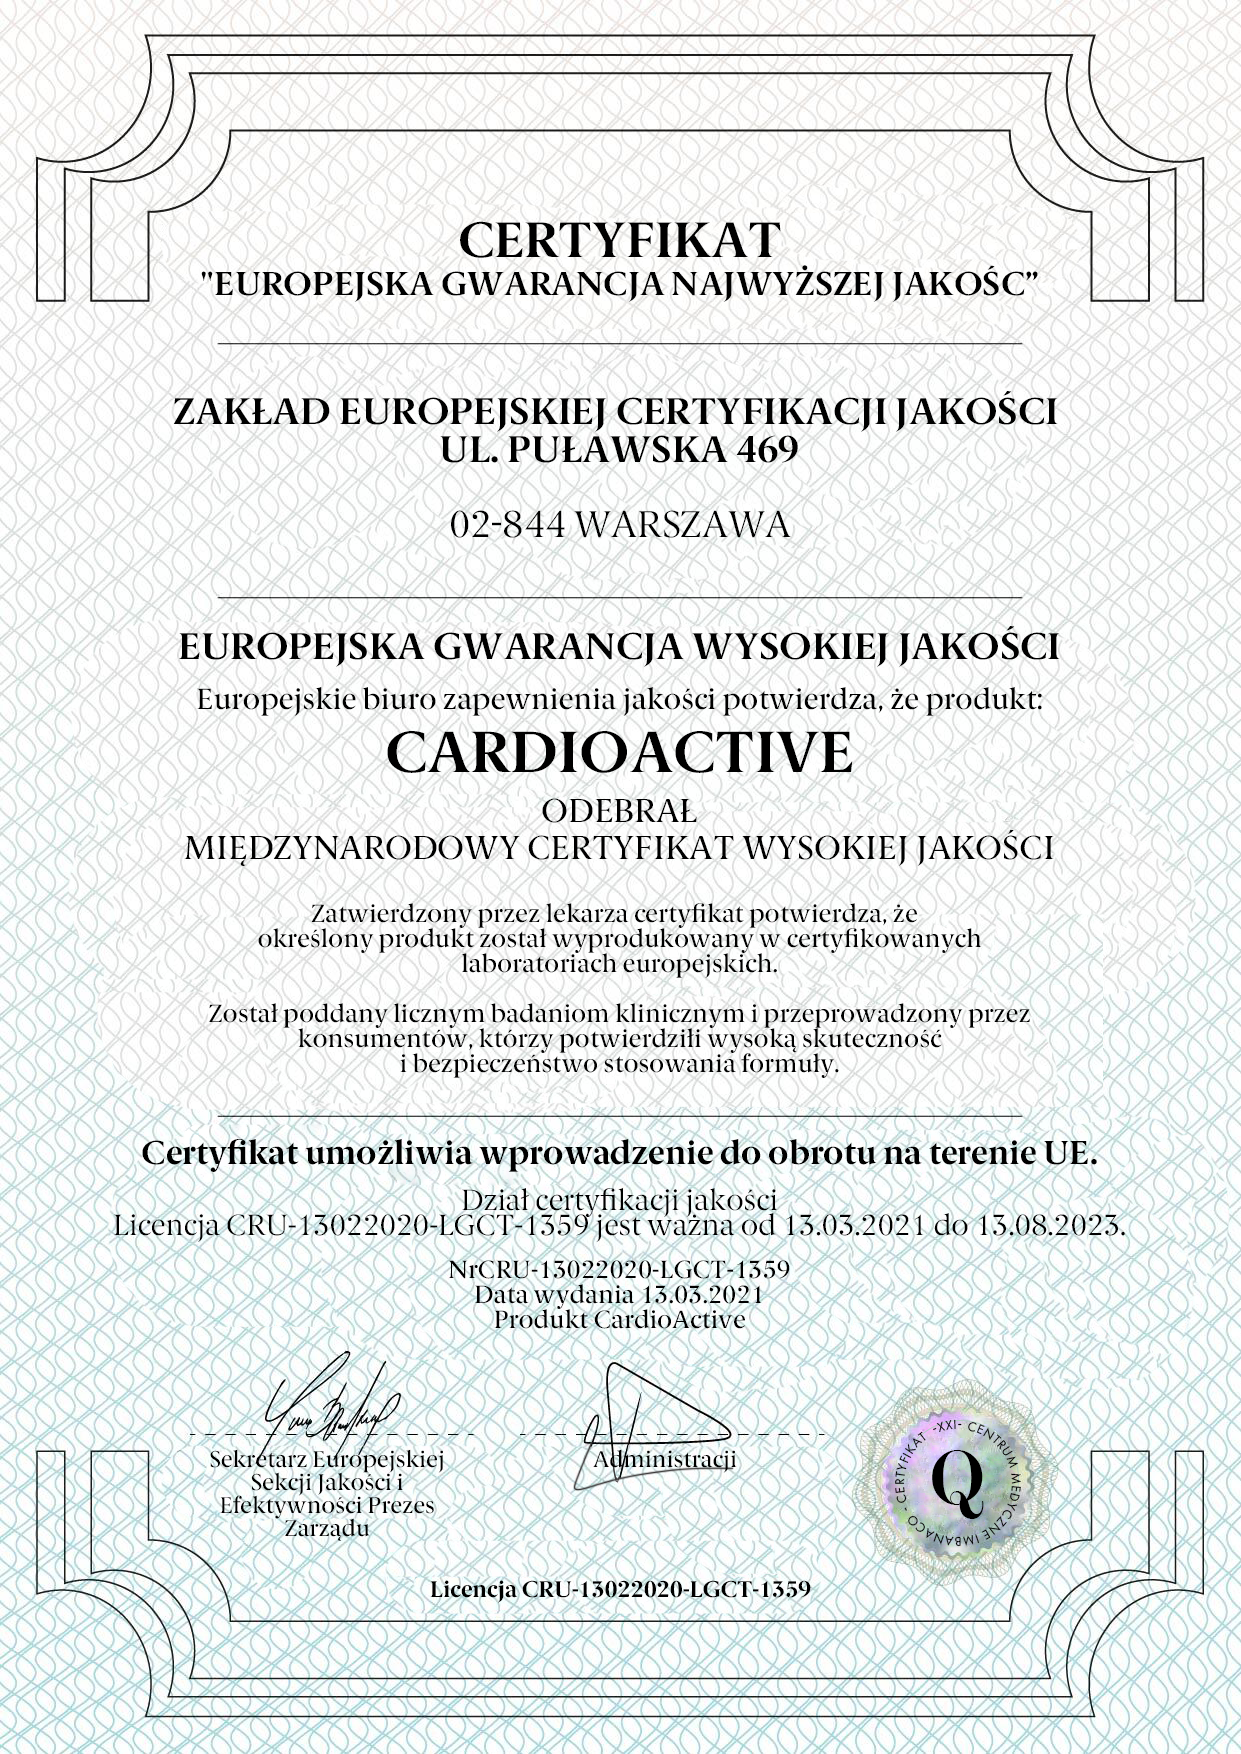 CERTYFIKAT
"EUROPEJSKA GWARANCJA NAJWYŻSZEJ JAKOŚC”
ZAKŁAD EUROPEJSKIEJ CERTYFIKACJI JAKOŚCI
UL. PUŁAWSKA 469
02-844 WARSZAWA
EUROPEJSKA GWARANCJA WYSOKIEJ JAKOŚCI
Europejskie biuro zapewnienia jakości potwierdza, że produkt:
CARDIOACTIVE
ODEBRAŁ
MIĘDZYNARODOWY CERTYFIKAT WYSOKIEJ JAKOŚCI
Zatwierdzony przez lekarza certyfikat potwierdza, że
określony produkt został wyprodukowany w certyfikowanych
laboratoriach europejskich.
Został poddany licznym badaniom klinicznym i przeprowadzony przez
konsumentów, którzy potwierdziłi wysoką skuteczność
i bezpieczeństwo stosowania formuły.
Certyfikat umożliwia wprowadzenie do obrotu na terenie UE.
Dział certyfikacji jakości
Licencja CRU-13022020-LGCT-1359 jest ważna od 13.03.2021 do 13.08.2023.
NrCRU-13022020-LGCT-1359
Data wydania 13.03.2021
Produkt CardioActive
Sekretarz Europejskiej
Sekcji Jakości i
Efektywności Prezes
Zarządu
Administracji
CERTYFIKAT -XXI- CENTRUM MEDYCZNE IMBANACO -
Q
Licencja CRU-13022020-LGCT-1359